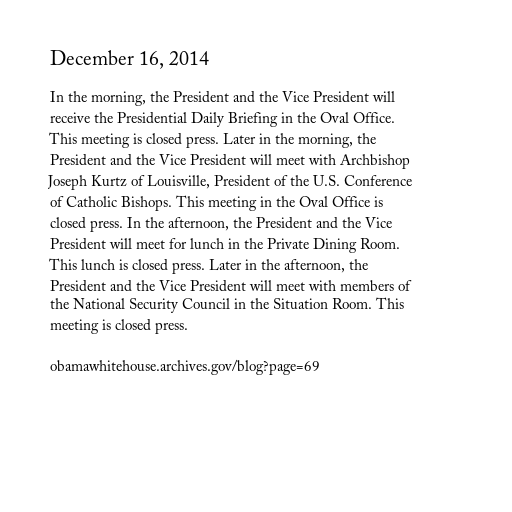 December 16, 2014
In the morning, the President and the Vice President will
receive the Presidential Daily Briefing in the Oval Office.
This meeting is closed press. Later in the morning, the
President and the Vice President will meet with Archbishop
Joseph Kurtz of Louisville, President of the U.S. Conference
of Catholic Bishops. This meeting in the Oval Office is
closed press. In the afternoon, the President and the Vice
President will meet for lunch in the Private Dining Room.
This lunch is closed press. Later in the afternoon, the
President and the Vice President will meet with members of
the National Security Council in the Situation Room. This
meeting is closed press.
obamawhitehouse.archives.gov/blog?page=69